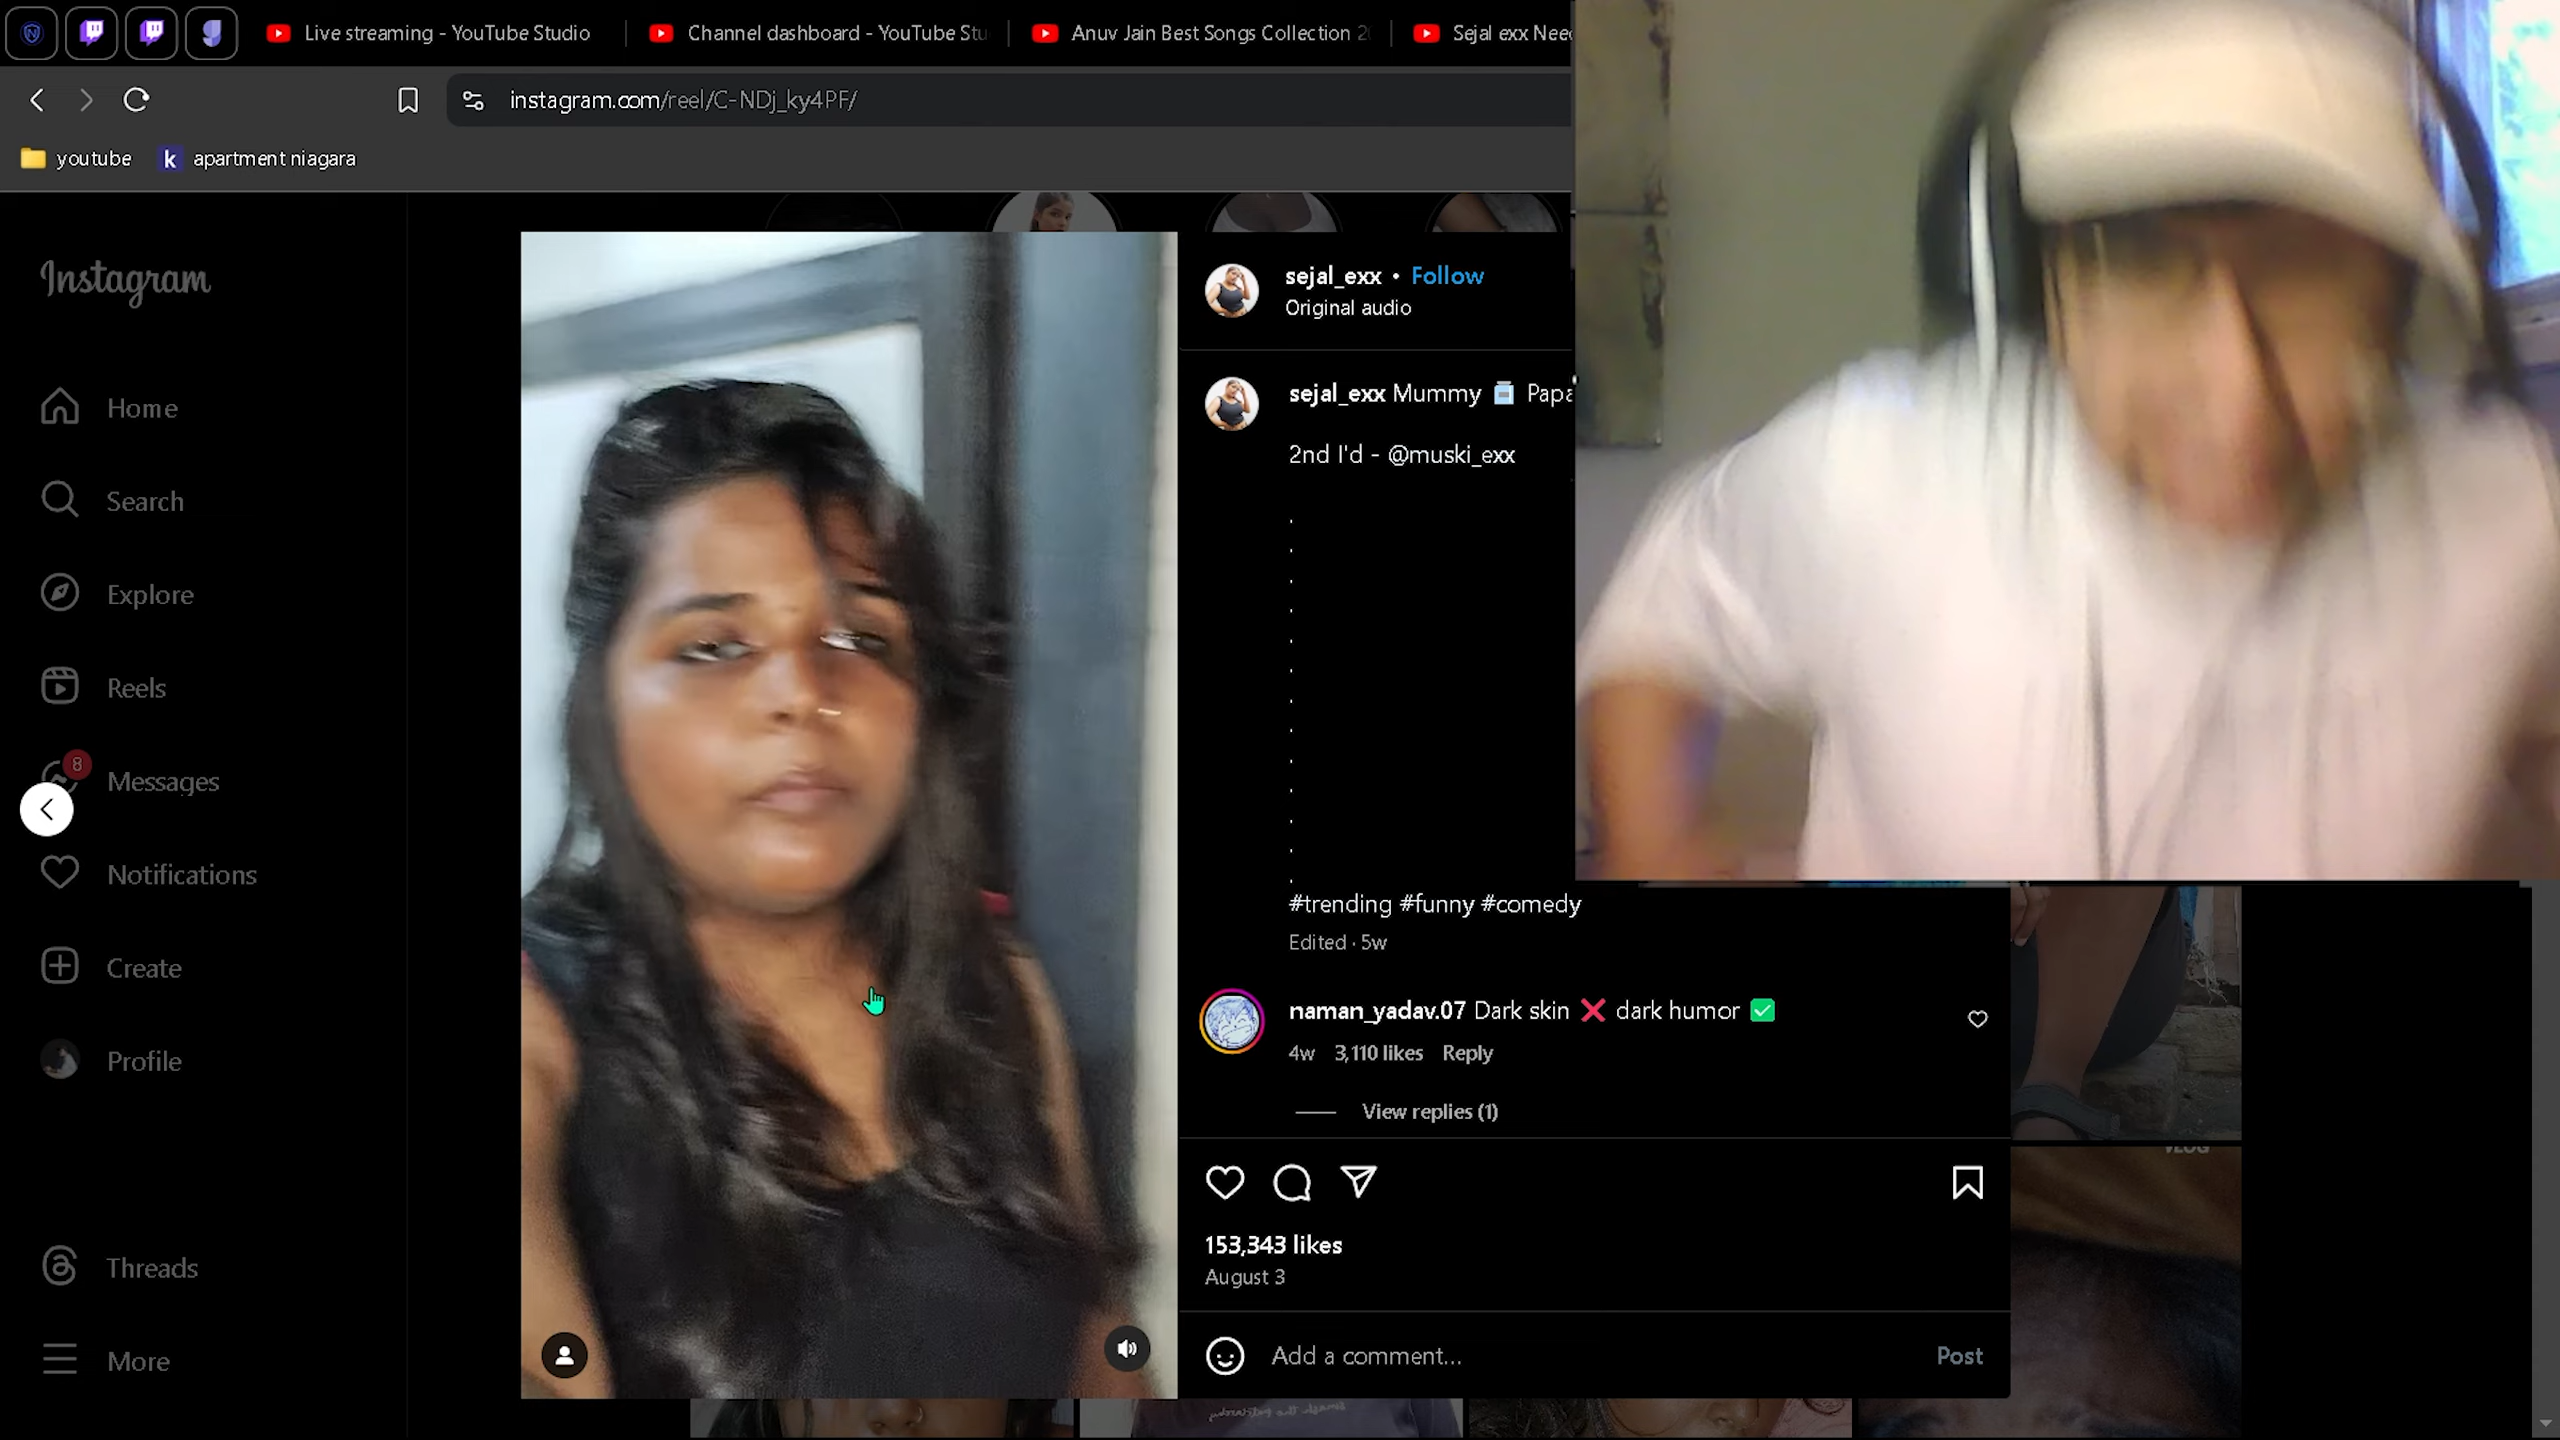 Live streaming - YouTube Studio
Channel dashboard - YouTube Stu
Anuv Jain Best Songs Collection 2
Sejal exx Nee
instagram.com/reel/C-NDj_ky4PF/
youtube
k apartment niagara
Instagram
Home
Search
Explore
Reels
8
Messages
Notifications
Create
Profile
Threads
More
sejal_exx • Follow
Original audio
sejal_exx Mummy Papa
2nd I'd - @muski_exx
.
.
.
.
.
.
.
.
.
.
.
.
.
#trending #funny #comedy
Edited · 5w
naman_yadav.07 Dark skin ❌ dark humor ✅
4w 3,110 likes Reply
View replies (1)
153,343 likes
August 3
Add a comment...
Post
VLOG